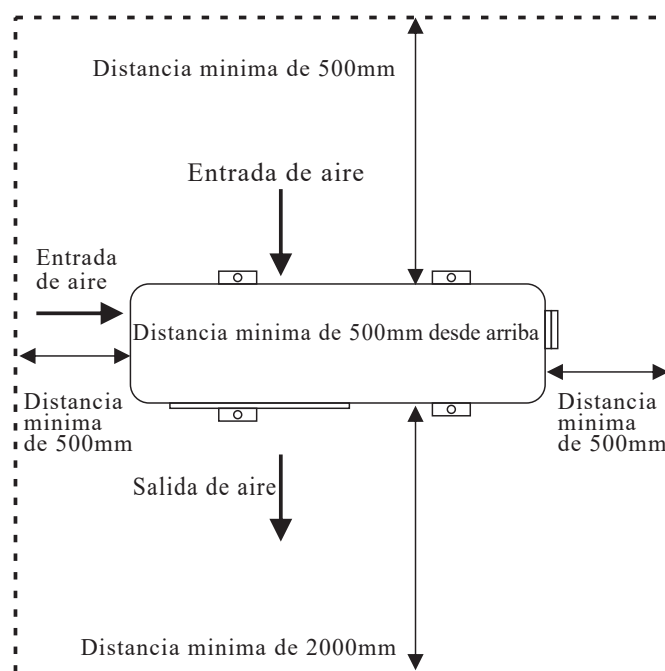 Distancia minima de 500mm
Entrada de aire
Entrada
de aire
Distancia minima de 500mm desde arriba
Distancia
minima
de 500mm
Distancia
minima
de 500mm
Salida de aire
Distancia minima de 2000mm